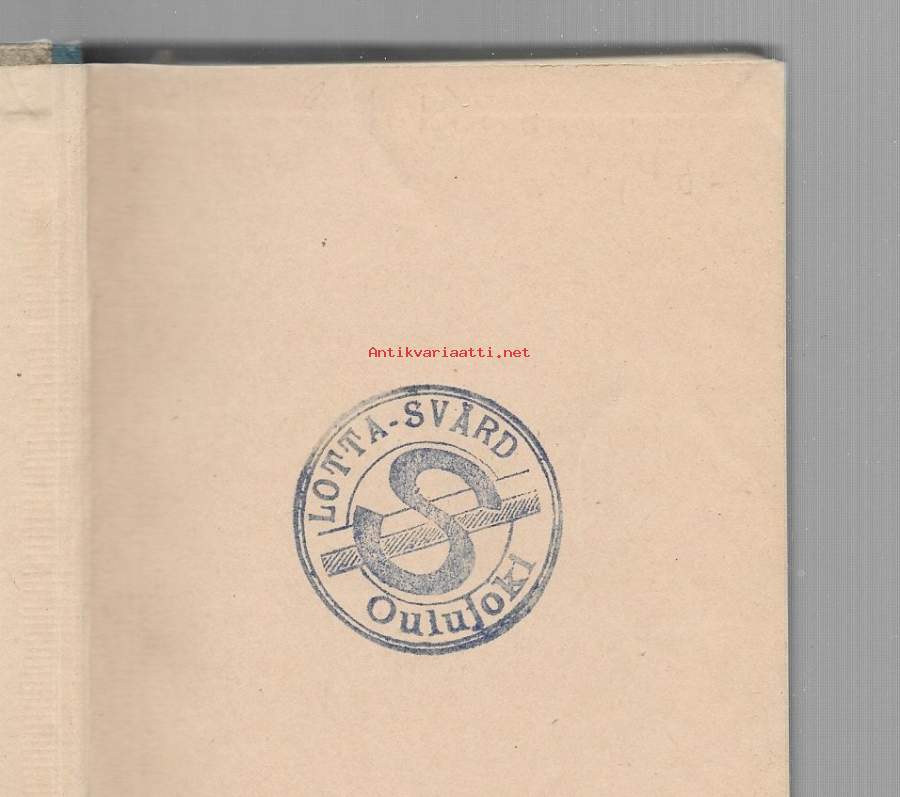 Antikvariaatti.net
LOTTA-SVÄRD
S
Oulujoki